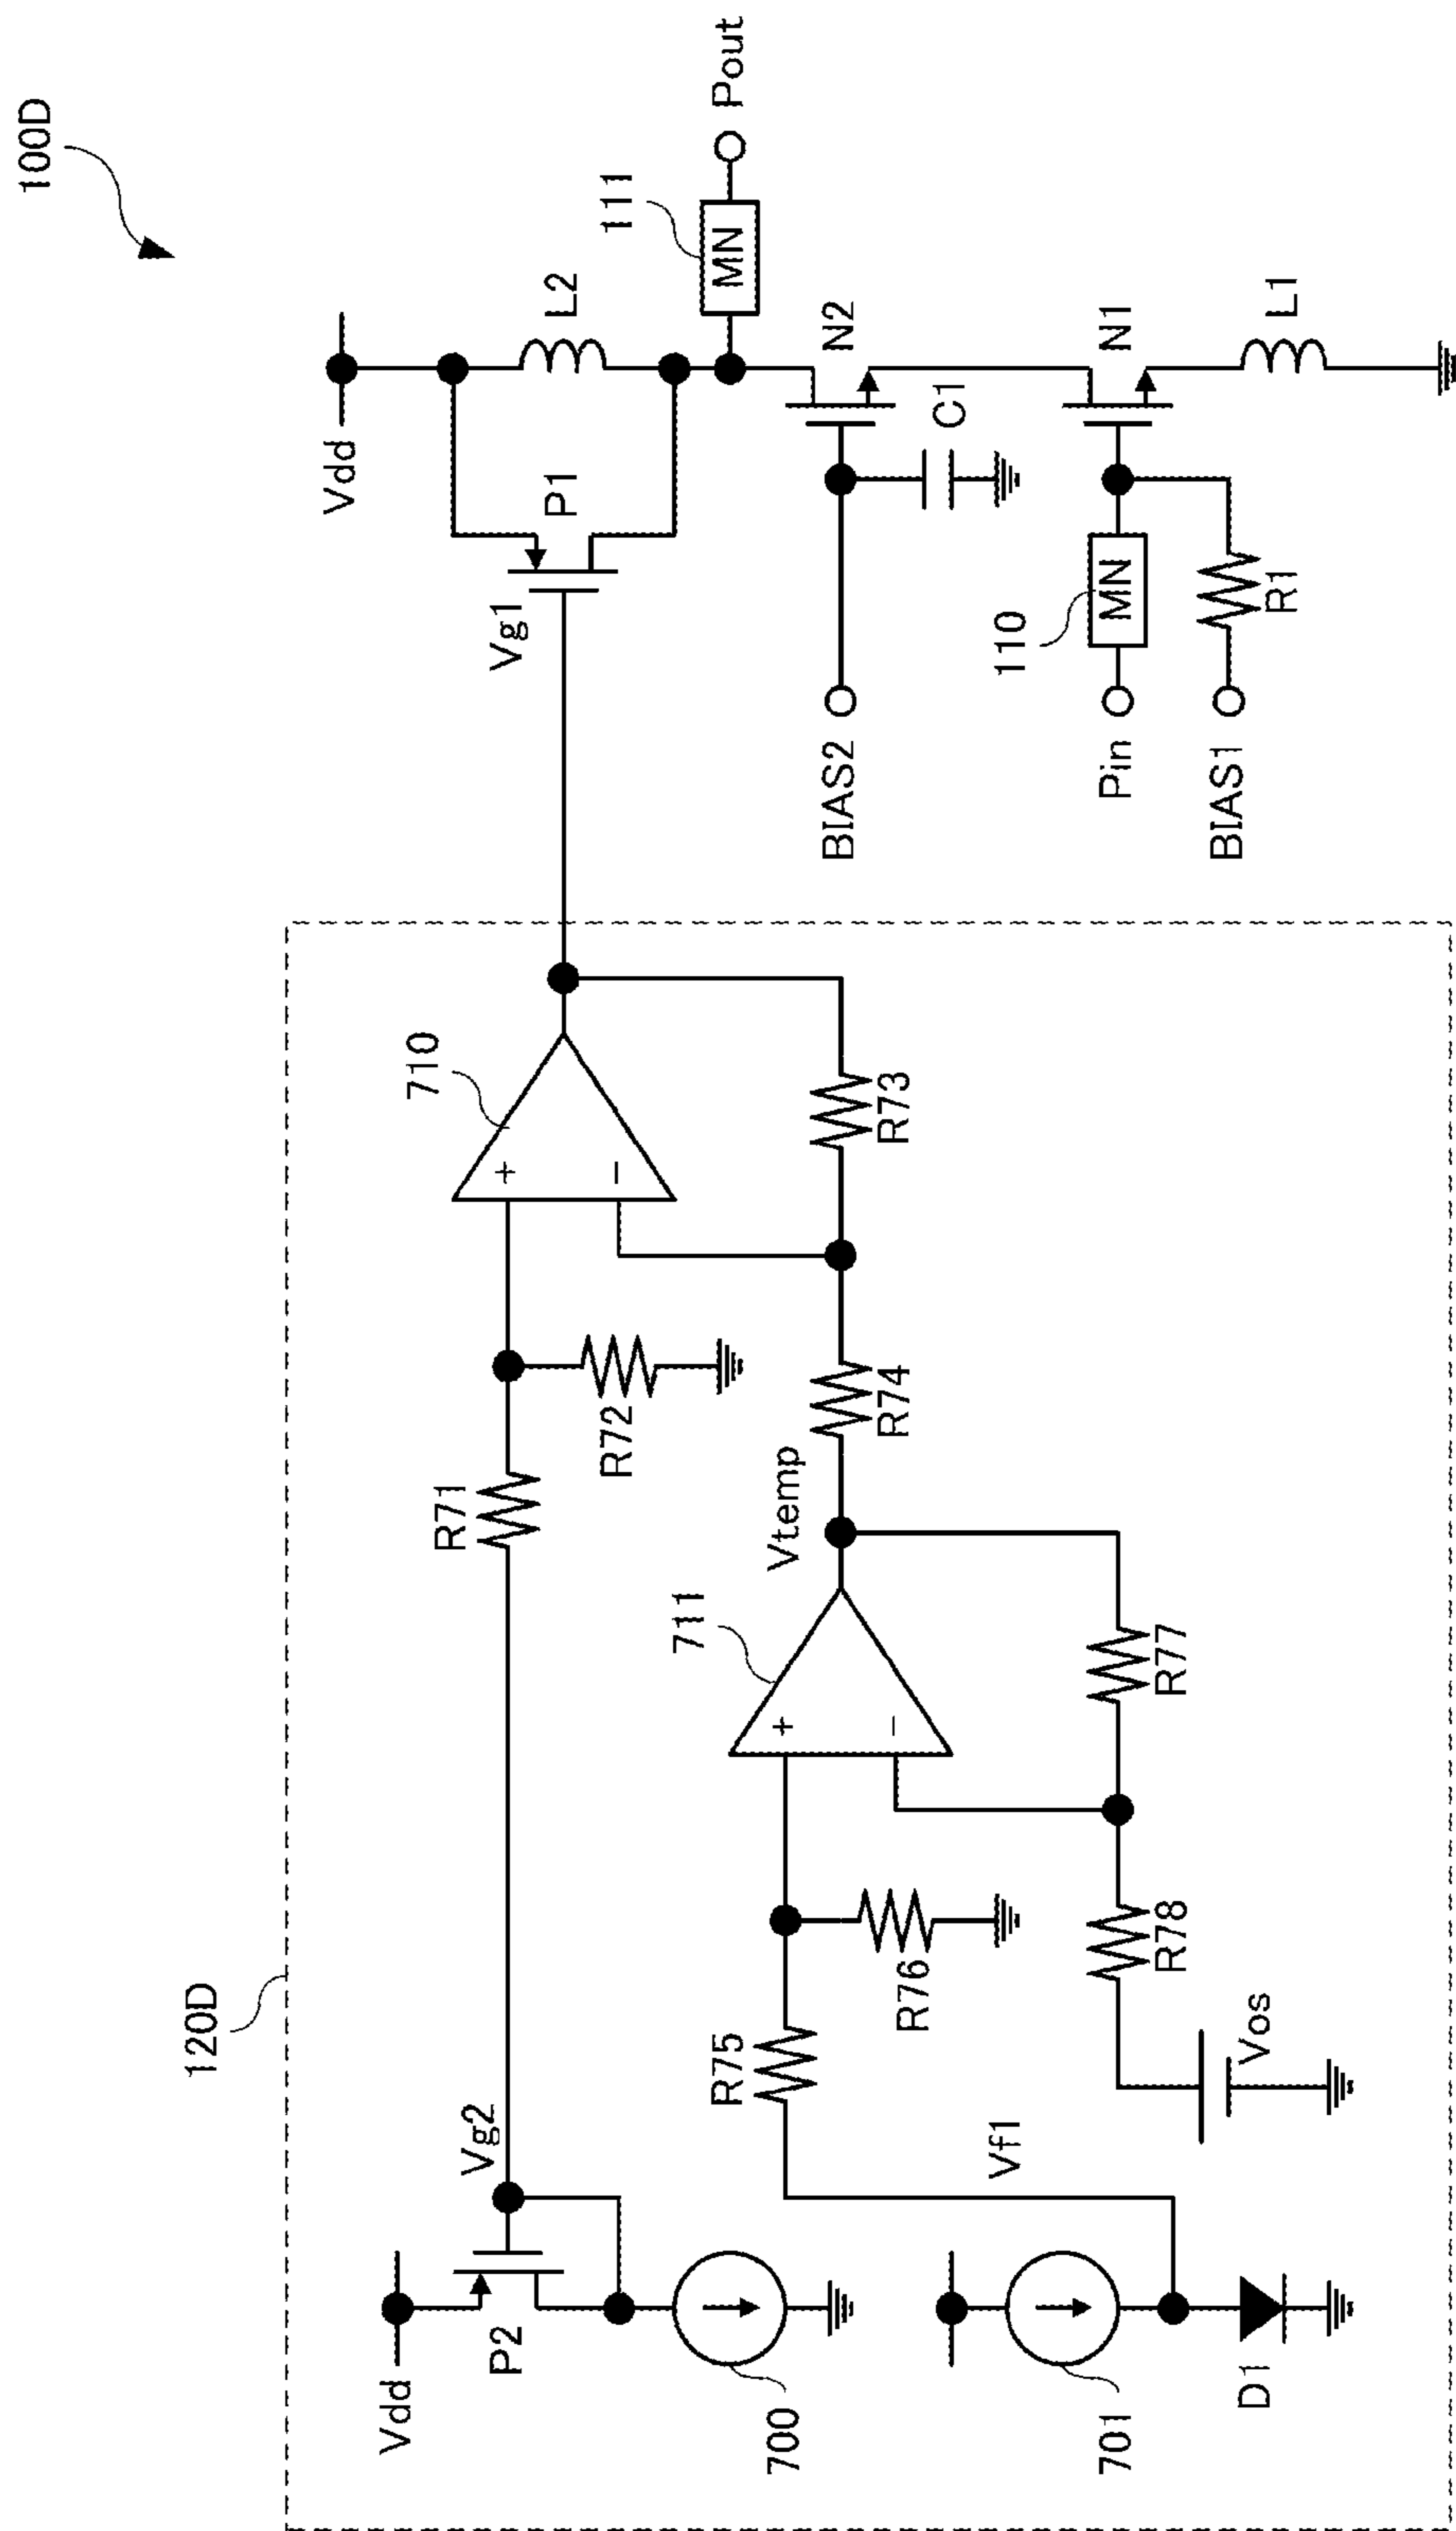 100D
120D
Vdd
P2
Vg2
700
701
D1
Vf1
Vos
R75
R76
R78
R77
711
+
−
Vtemp
R71
R72
R74
R73
710
+
−
Vg1
P1
Vdd
L2
111
MN
Pout
N2
C1
BIAS2
N1
L1
110
MN
Pin
R1
BIAS1